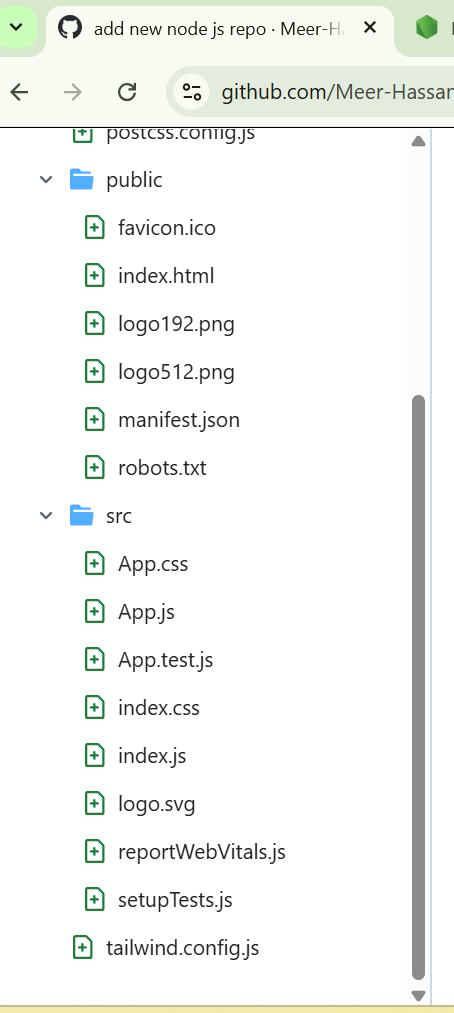 add new node js repo · Meer-Ha
github.com/Meer-Hassan
postcss.config.js
public
favicon.ico
index.html
logo192.png
logo512.png
manifest.json
robots.txt
src
App.css
App.js
App.test.js
index.css
index.js
logo.svg
reportWebVitals.js
setupTests.js
tailwind.config.js